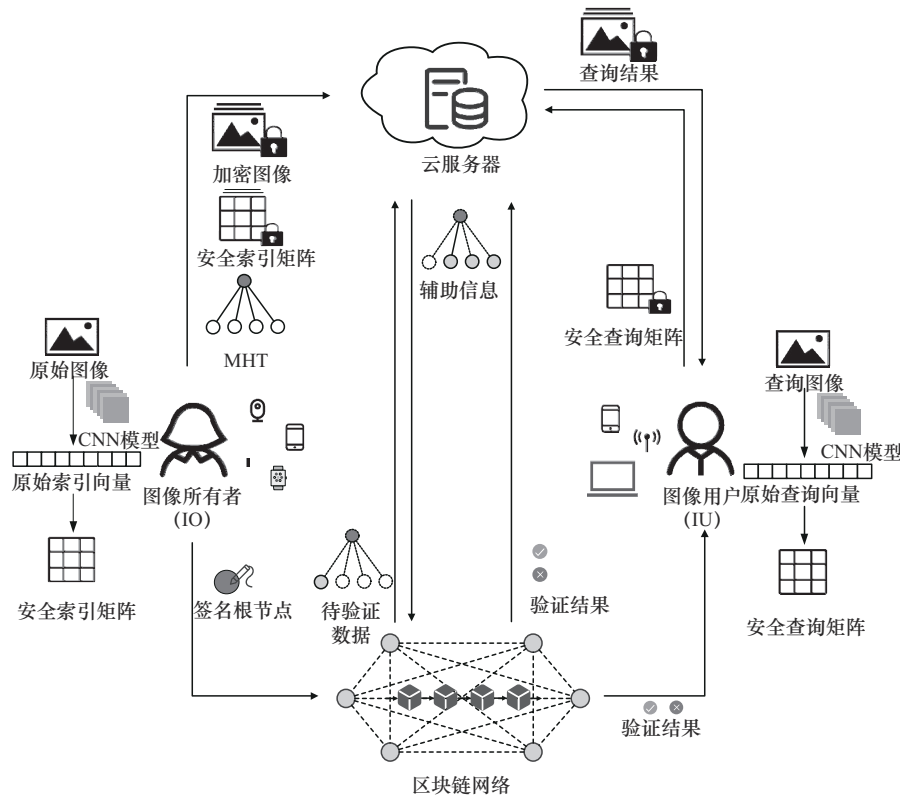 查询结果
云服务器
加密图像
安全索引矩阵
MHT
辅助信息
安全查询矩阵
原始图像
CNN模型
原始索引向量
安全索引矩阵
图像所有者
(IO)
查询图像
CNN模型
原始查询向量
安全查询矩阵
图像用户
(IU)
签名根节点
待验证
数据
验证结果
验证结果
区块链网络